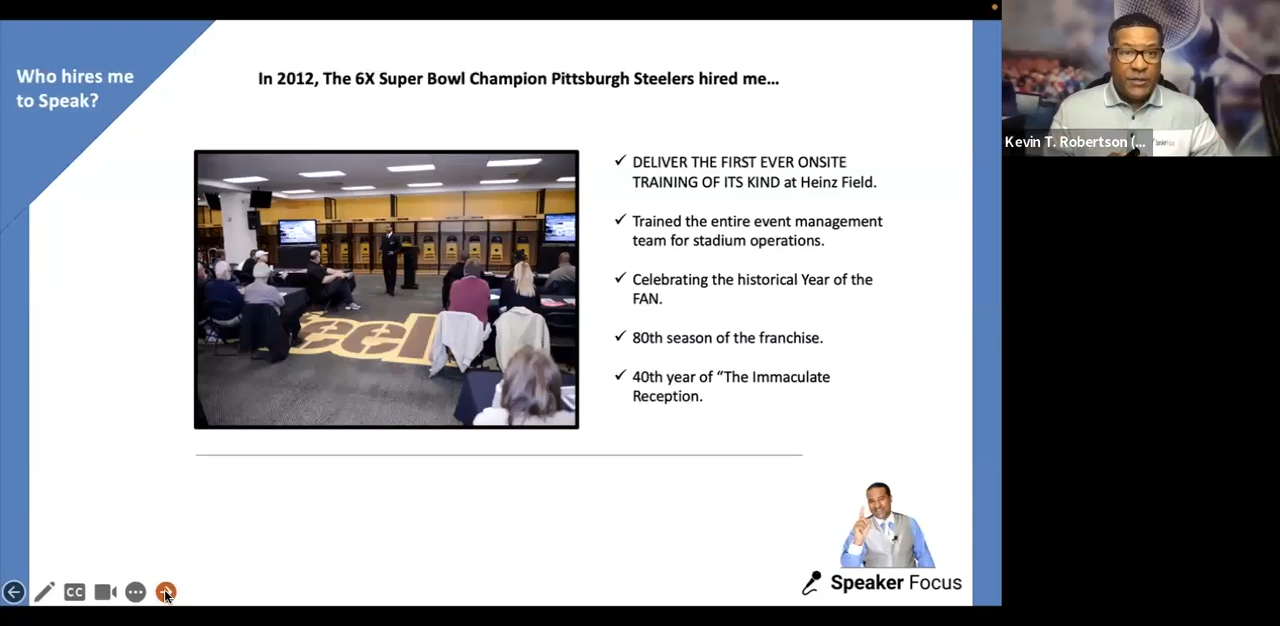 Who hires me
to Speak?
In 2012, The 6X Super Bowl Champion Pittsburgh Steelers hired me...
✓ DELIVER THE FIRST EVER ONSITE
TRAINING OF ITS KIND at Heinz Field.
✓ Trained the entire event management
team for stadium operations.
✓ Celebrating the historical Year of the
FAN.
✓ 80th season of the franchise.
✓ 40th year of “The Immaculate
Reception.
Steel
Speaker Focus
CC
Kevin T. Robertson (...